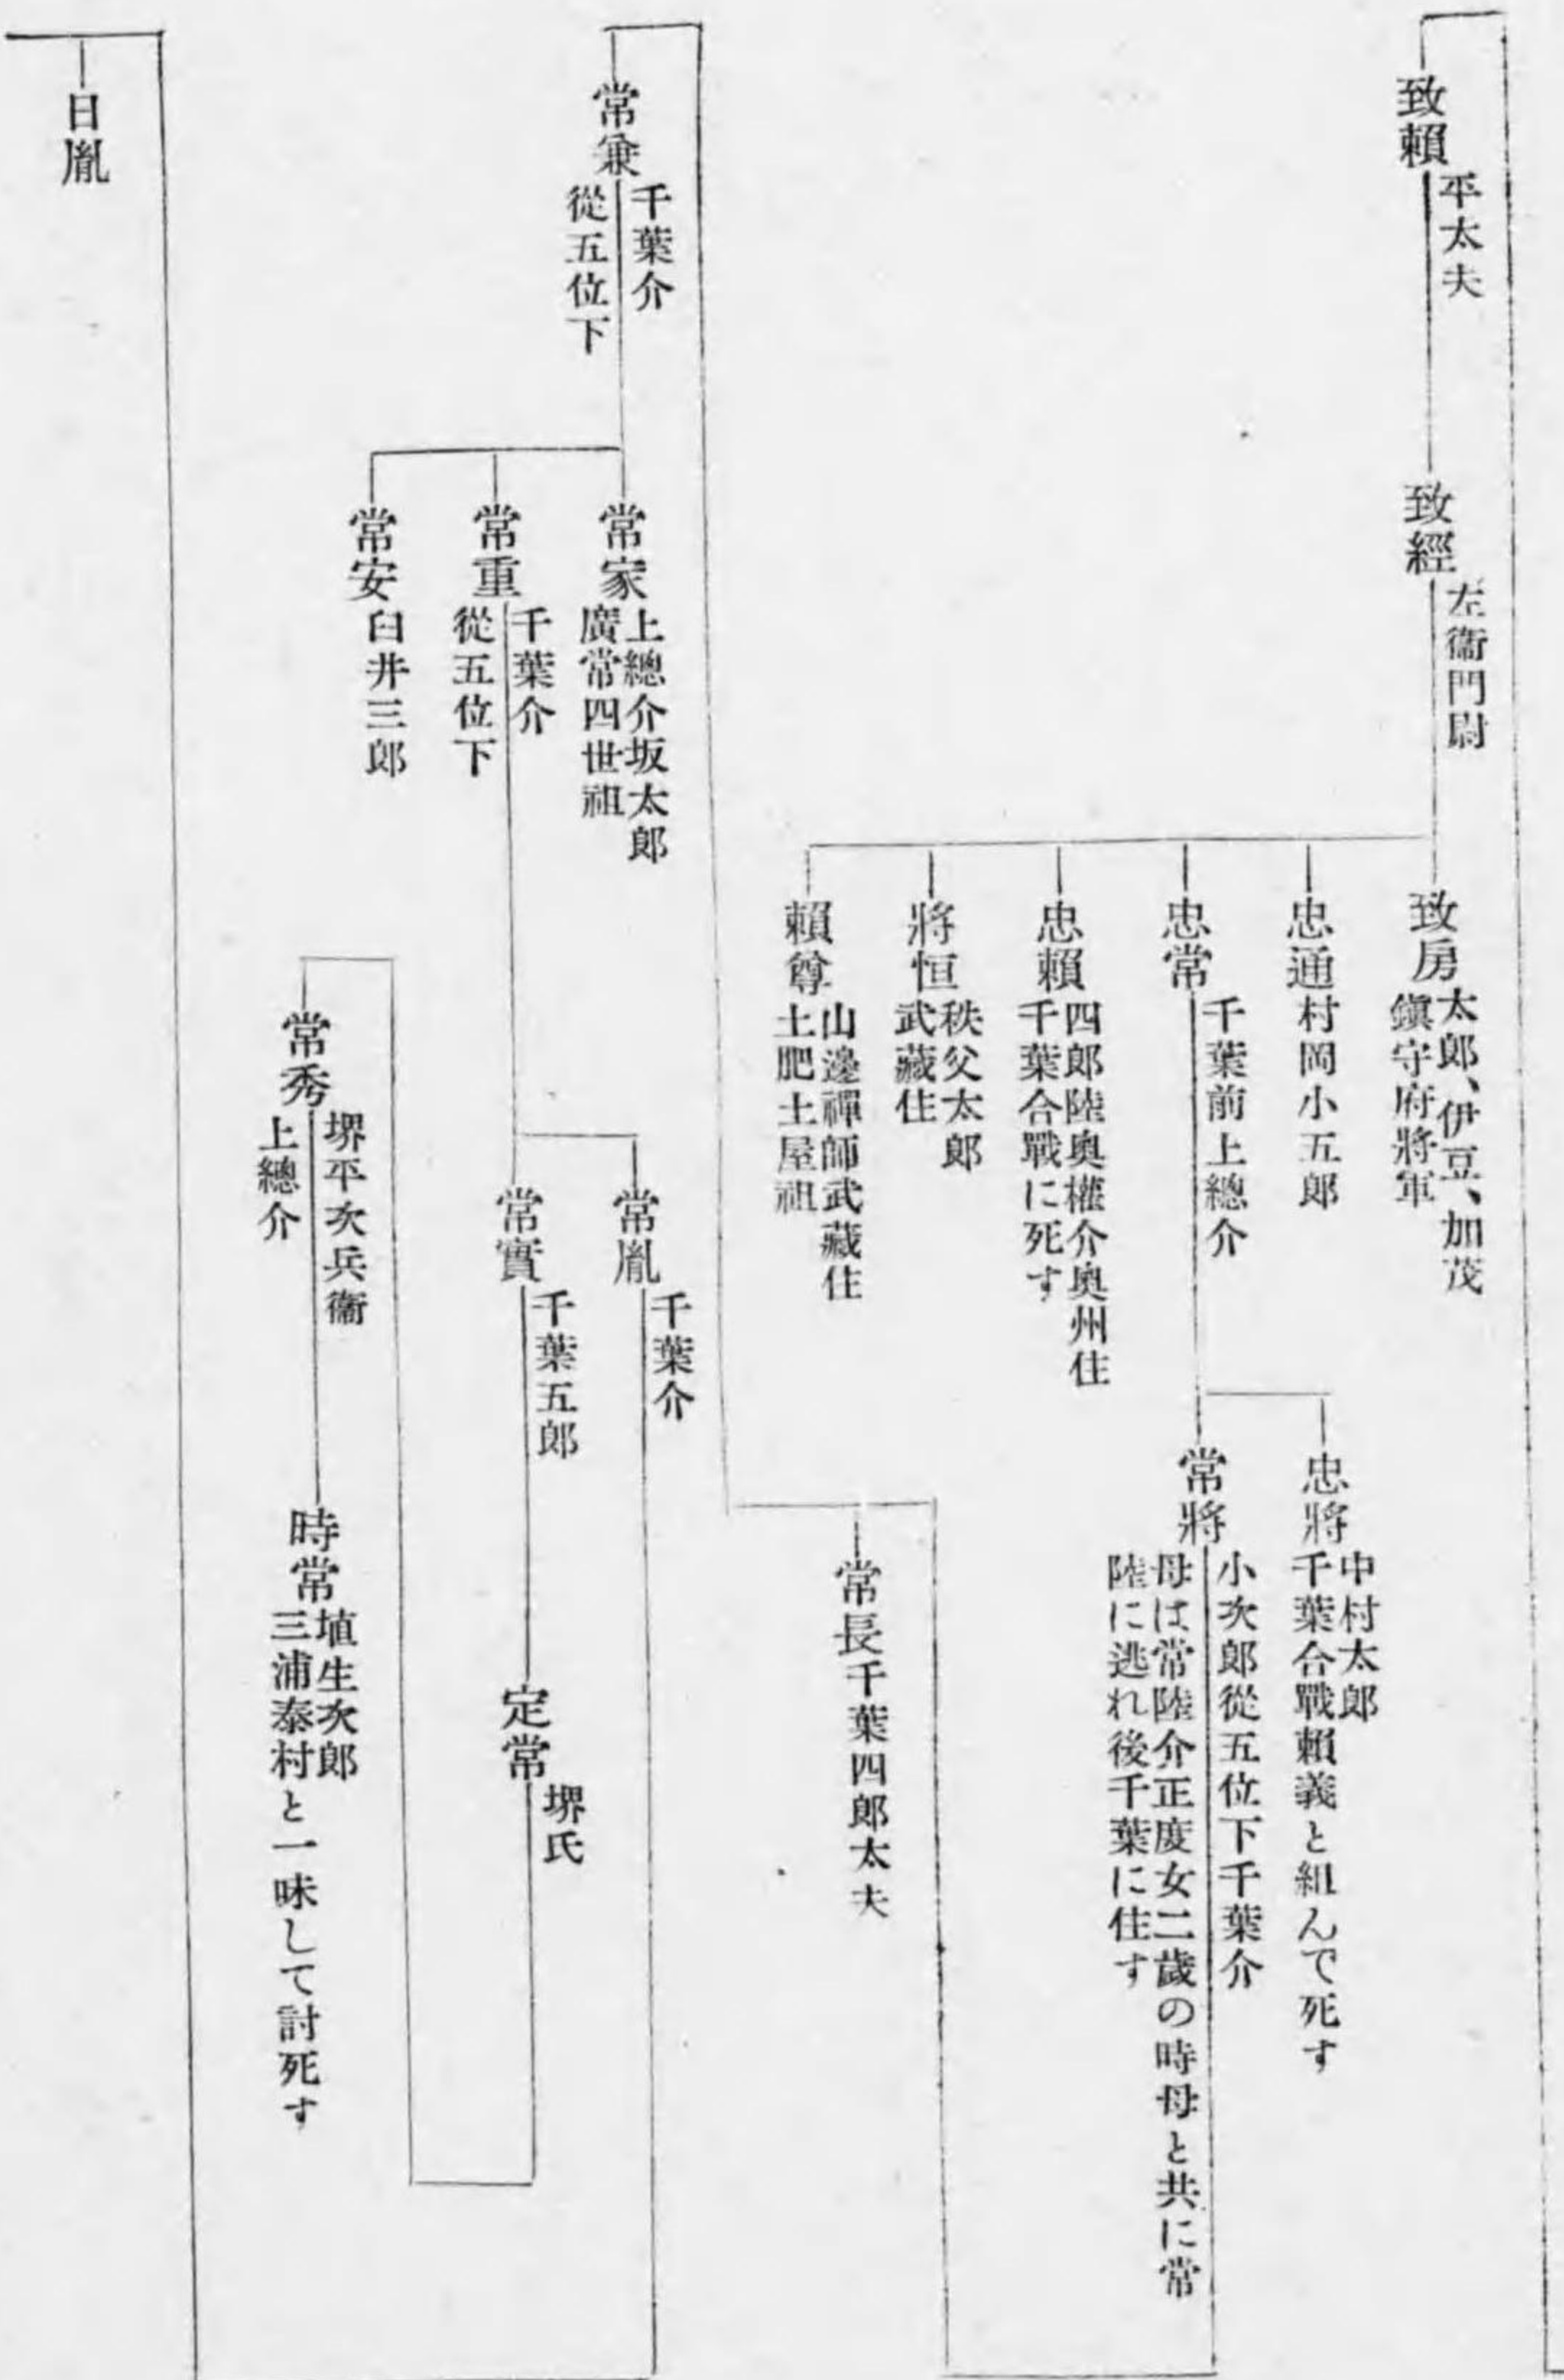 致賴
平太夫
致經
左衞門尉
致房
太郎、伊豆、加茂
鎭守府將軍
忠通
村岡小五郎
忠常
千葉前上總介
忠將
中村太郎
千葉合戰賴義と組んで死す
常將
小次郎從五位下千葉介
母は常陸介正度女二歲の時母と共に常
陸に逃れ後千葉に住す
忠賴
四郎陸奥權介奥州住
千葉合戰に死す
將恒
秩父太郎
武藏住
賴尊
山邊禪師武藏住
土肥土屋祖
常長
千葉四郎太夫
常兼
千葉介
從五位下
常家
上總介坂太郎
廣常四世祖
常重
千葉介
從五位下
常安
臼井三郎
常胤
千葉介
常實
千葉五郎
定常
堺氏
常秀
堺平次兵衞
上總介
時常
埴生次郎
三浦泰村と一味して討死す
日胤